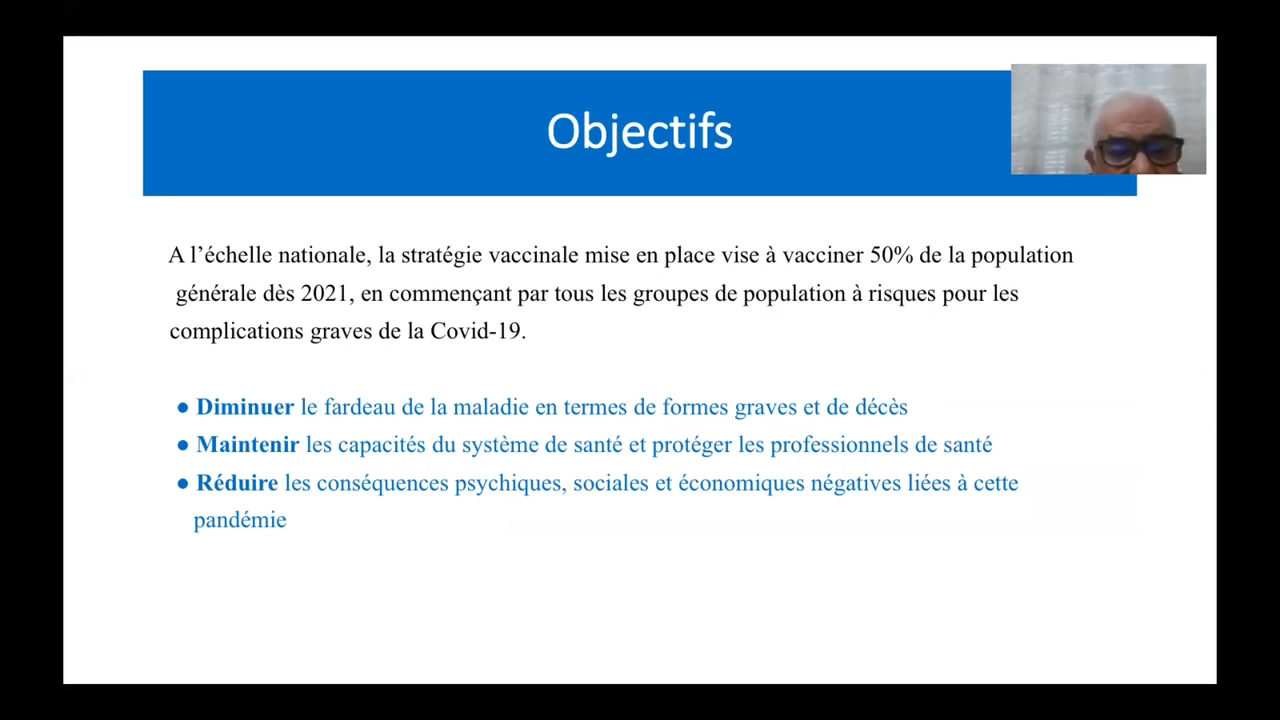 Objectifs
A l’échelle nationale, la stratégie vaccinale mise en place vise à vacciner 50% de la population
générale dès 2021, en commençant par tous les groupes de population à risques pour les
complications graves de la Covid-19.
● Diminuer le fardeau de la maladie en termes de formes graves et de décès
● Maintenir les capacités du système de santé et protéger les professionnels de santé
● Réduire les conséquences psychiques, sociales et économiques négatives liées à cette
pandémie